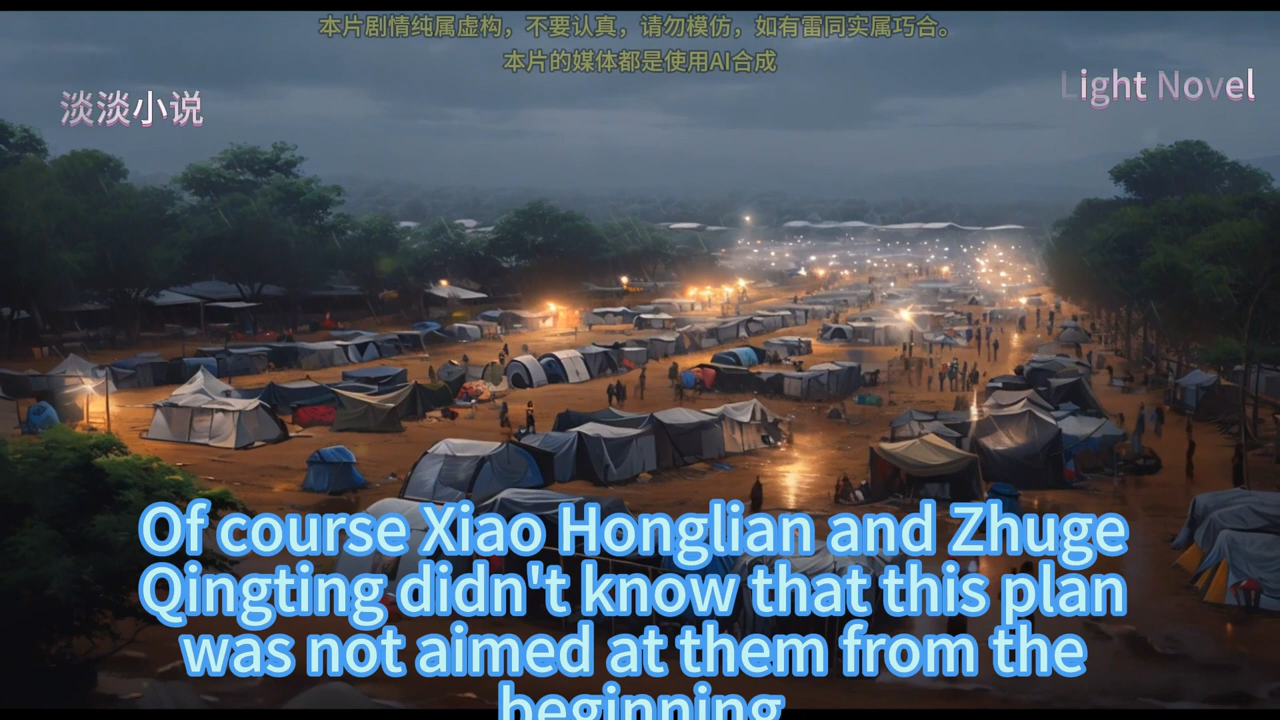 本片剧情纯属虚构，不要认真，请勿模仿，如有雷同实属巧合。
本片的媒体都是使用AI合成
淡淡小说
Light Novel
Of course Xiao Honglian and Zhuge
Qingting didn't know that this plan
was not aimed at them from the
beginning